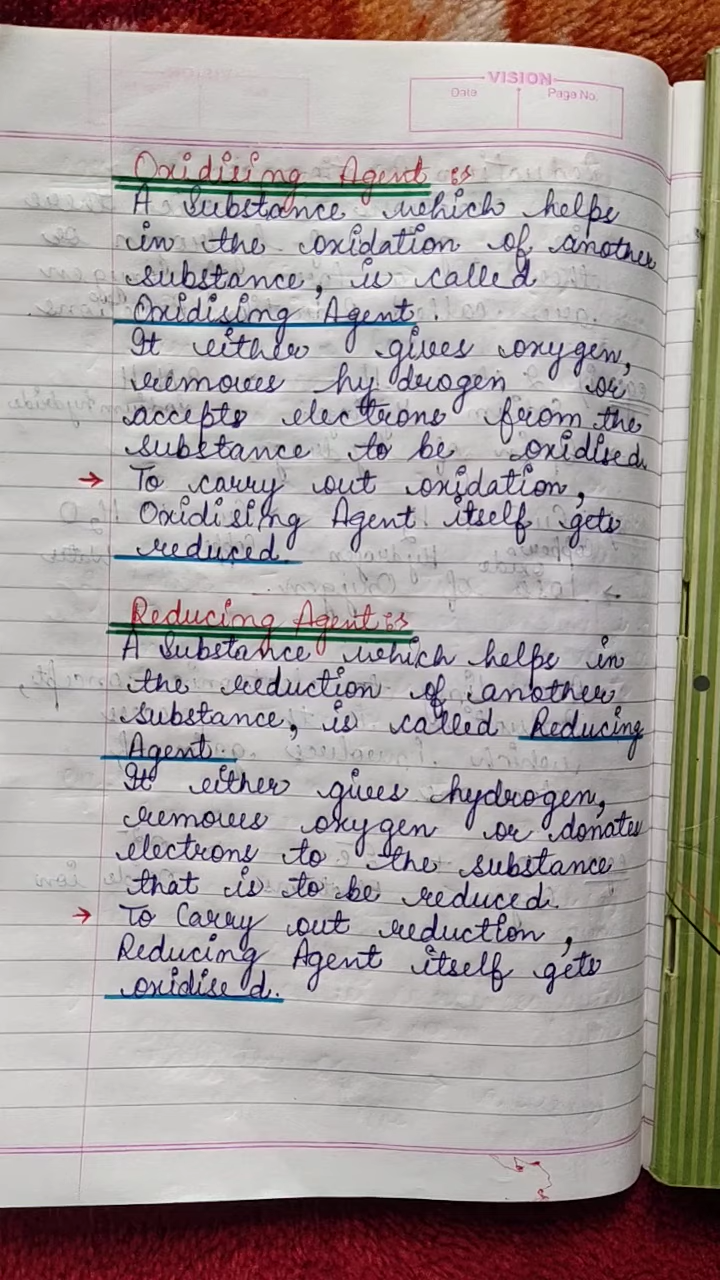 VISION
Date Page No.
Oxidising Agent :-
A Substance which helps
in the oxidation of another
substance, is called
Oxidising Agent.
It either gives oxygen,
removes hydrogen or
accepts electrons from the
substance to be oxidised.
→ To carry out oxidation,
Oxidising Agent itself gets
reduced.
Reducing Agent :-
A Substance which helps in
the reduction of another
substance, is called Reducing
Agent.
It either gives hydrogen,
removes oxygen or donates
electrons to the substance
that is to be reduced.
→ To Carry out reduction,
Reducing Agent itself gets
oxidised.